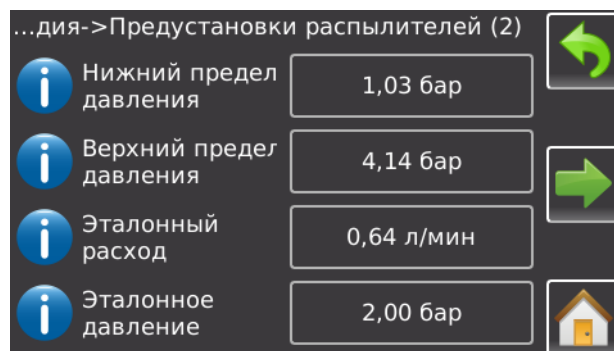 ...дия->Предустановки распылителей (2)
Нижний предел
давления
1,03 бар
Верхний предел
давления
4,14 бар
Эталонный
расход
0,64 л/мин
Эталонное
давление
2,00 бар